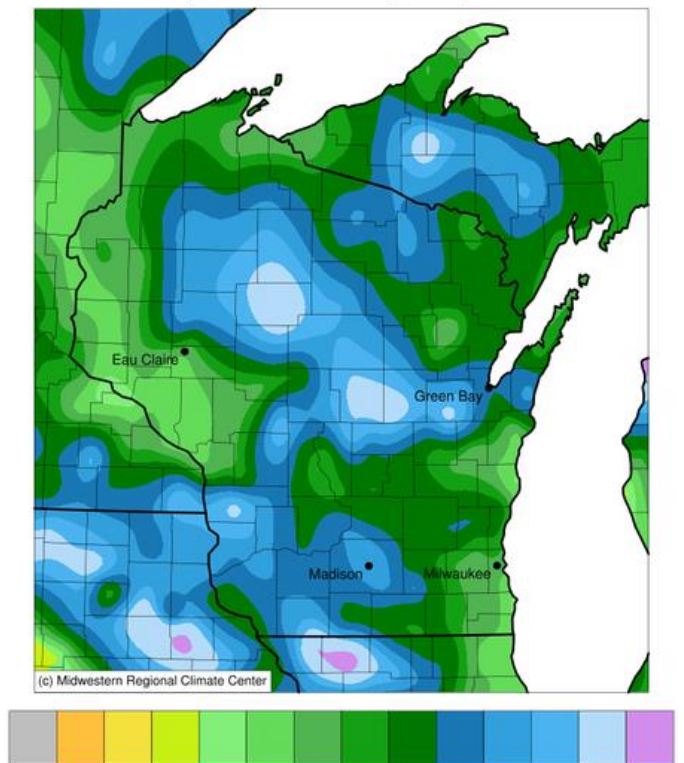 Eau Claire
Green Bay
Madison
Milwaukee
(c) Midwestern Regional Climate Center